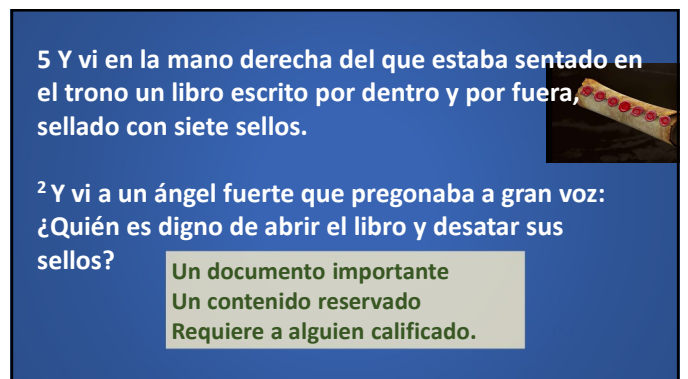 5 Y vi en la mano derecha del que estaba sentado en
el trono un libro escrito por dentro y por fuera,
sellado con siete sellos.
2 Y vi a un ángel fuerte que pregonaba a gran voz:
¿Quién es digno de abrir el libro y desatar sus
sellos?
Un documento importante
Un contenido reservado
Requiere a alguien calificado.